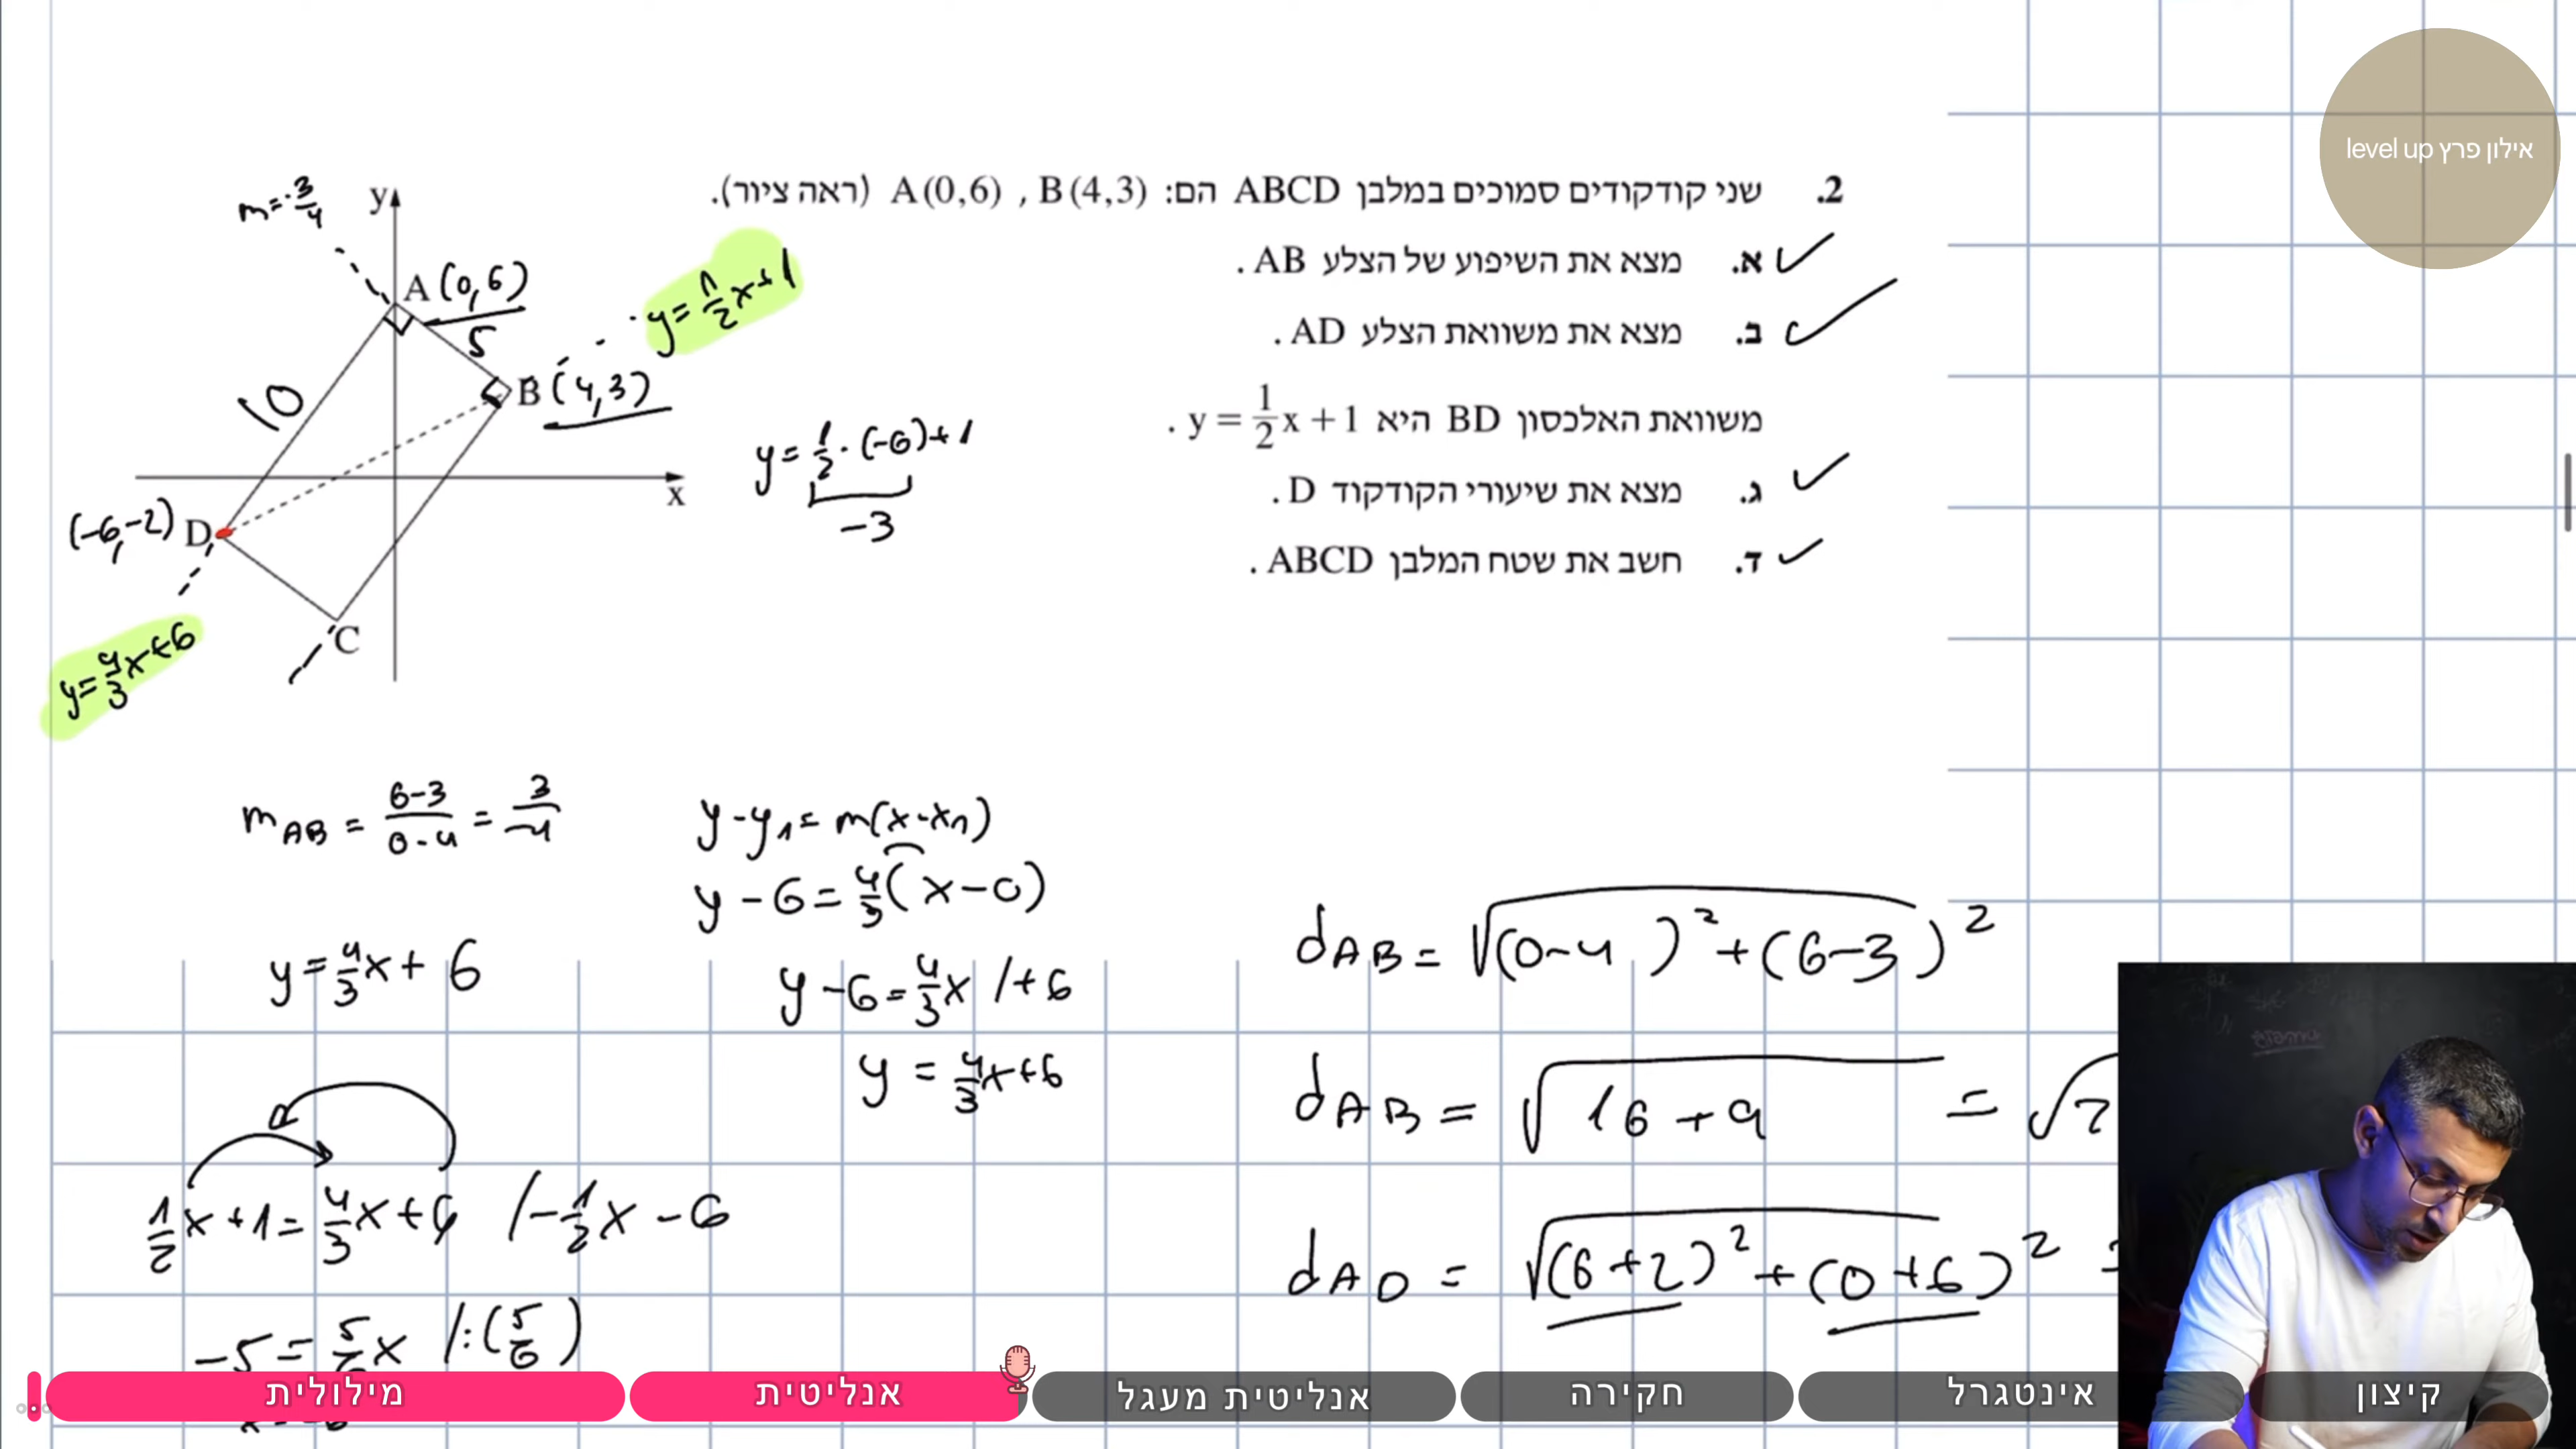 אילון פרץ level up
2. שני קודקודים סמוכים במלבן ABCD הם: A(0,6) , B(4,3) (ראה ציור).
א. מצא את השיפוע של הצלע AB .
ב. מצא את משוואת הצלע AD .
משוואת האלכסון BD היא y = 1/2 x + 1 .
ג. מצא את שיעורי הקודקוד D .
ד. חשב את שטח המלבן ABCD .
m=-3/4
y
A (0,6)
5
y=1/2x+1
10
B (4,3)
x
(-6,-2) D
C
y=4/3x+6
y=1/2·(-6)+1
-3
mAB = 6-3/0-4 = 3/-4
y=4/3x+6
y-y1=m(x-x1)
y-6=4/3(x-0)
y-6=4/3x /+6
y=4/3x+6
1/2x+1=4/3x+6 /-1/2x-6
-5=5/6x /:(5/6)
dAB=√(0-4)²+(6-3)²
dAB=√16+9 =√2
dAD=√(6+2)²+(0+6)² =
מילולית
אנליטית
אנליטית מעגל
חקירה
אינטגרל
קיצון